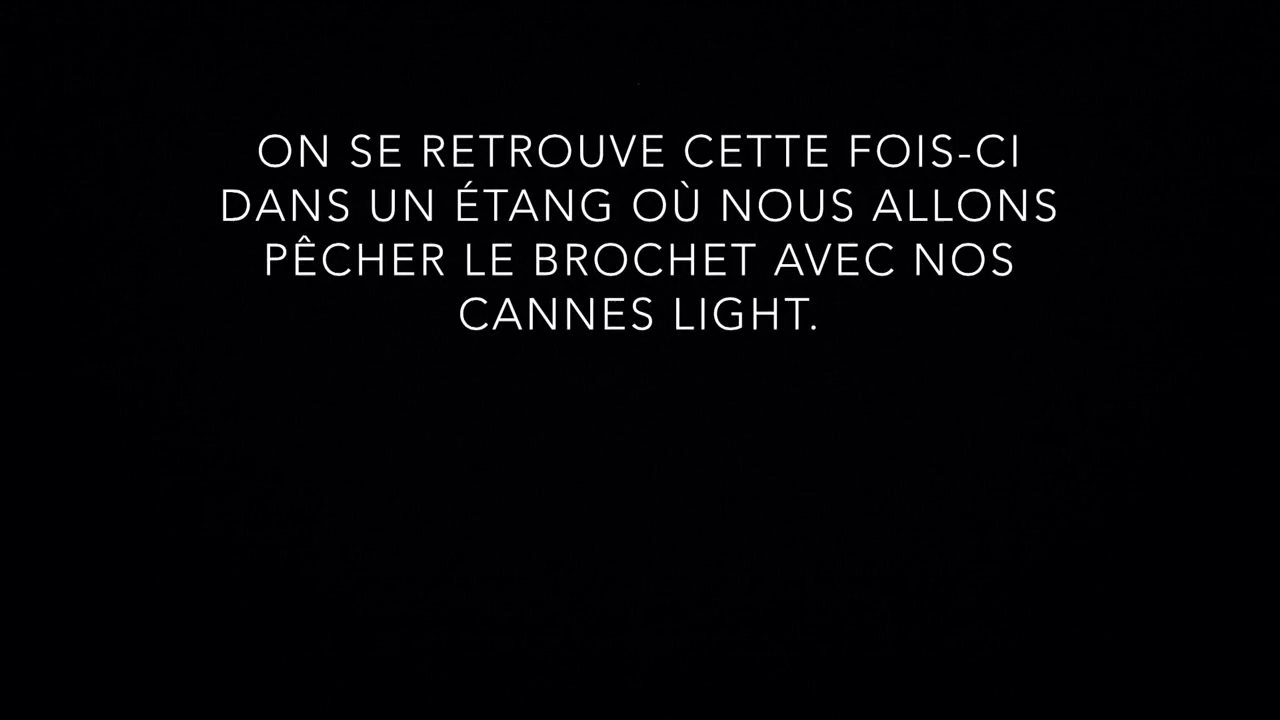 ON SE RETROUVE CETTE FOIS-CI
DANS UN ÉTANG OÙ NOUS ALLONS
PÊCHER LE BROCHET AVEC NOS
CANNES LIGHT.